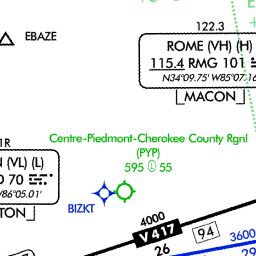 122.3
EBAZE
ROME (VH) (H)
115.4 RMG 101
N34°09.75' W85°07.16
MACON
1R
Centre-Piedmont-Cherokee County Rgnl
(PYP)
595 Ⓛ 55
(VL) (L)
70
W86°05.01'
TON
BIZKT
4000
V417
94
26
3600
29